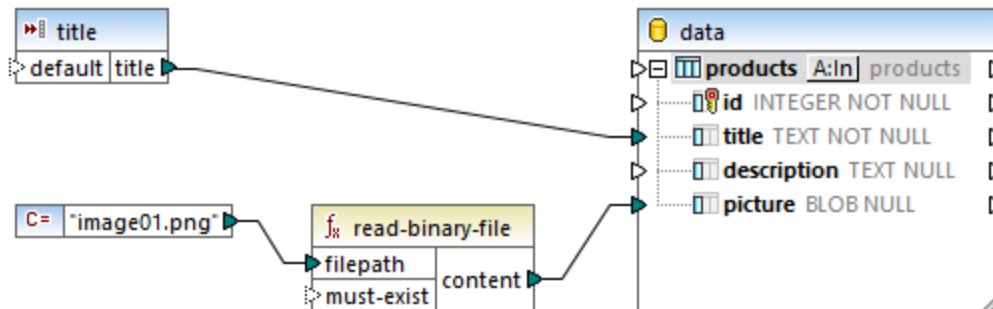 title
default title
C= "image01.png"
read-binary-file
filepath
content
must-exist
data
products A:In products
id INTEGER NOT NULL
title TEXT NOT NULL
description TEXT NULL
picture BLOB NULL